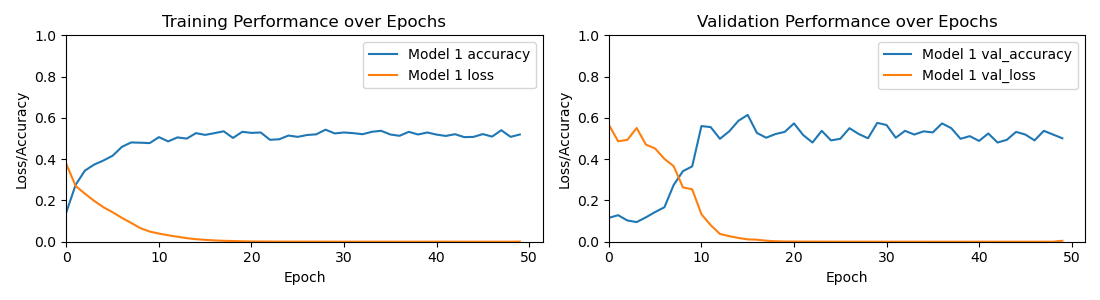 Training Performance over Epochs
1.0
0.8
0.6
0.4
0.2
0.0
Loss/Accuracy
Model 1 accuracy
Model 1 loss
0 10 20 30 40 50
Epoch
Validation Performance over Epochs
1.0
0.8
0.6
0.4
0.2
0.0
Loss/Accuracy
Model 1 val_accuracy
Model 1 val_loss
0 10 20 30 40 50
Epoch